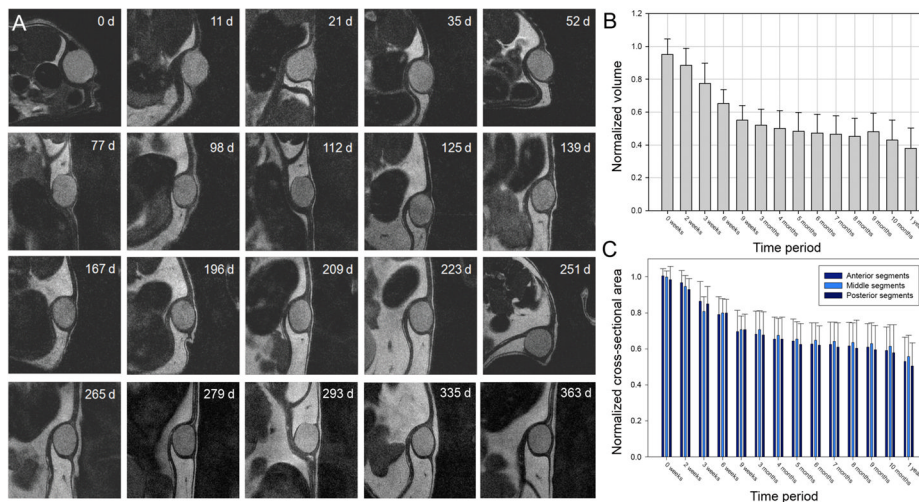 A
0 d
11 d
21 d
35 d
52 d
77 d
98 d
112 d
125 d
139 d
167 d
196 d
209 d
223 d
251 d
265 d
279 d
293 d
335 d
363 d
B
Normalized volume
1.2
1.0
0.8
0.6
0.4
0.2
0.0
0 weeks
2 weeks
3 weeks
6 weeks
9 weeks
3 months
4 months
5 months
6 months
7 months
8 months
9 months
10 months
1 year
Time period
C
Normalized cross-sectional area
1.0
0.8
0.6
0.4
0.2
0.0
Anterior segments
Middle segments
Posterior segments
0 weeks
2 weeks
3 weeks
6 weeks
9 weeks
3 months
4 months
5 months
6 months
7 months
8 months
9 months
10 months
1 year
Time period